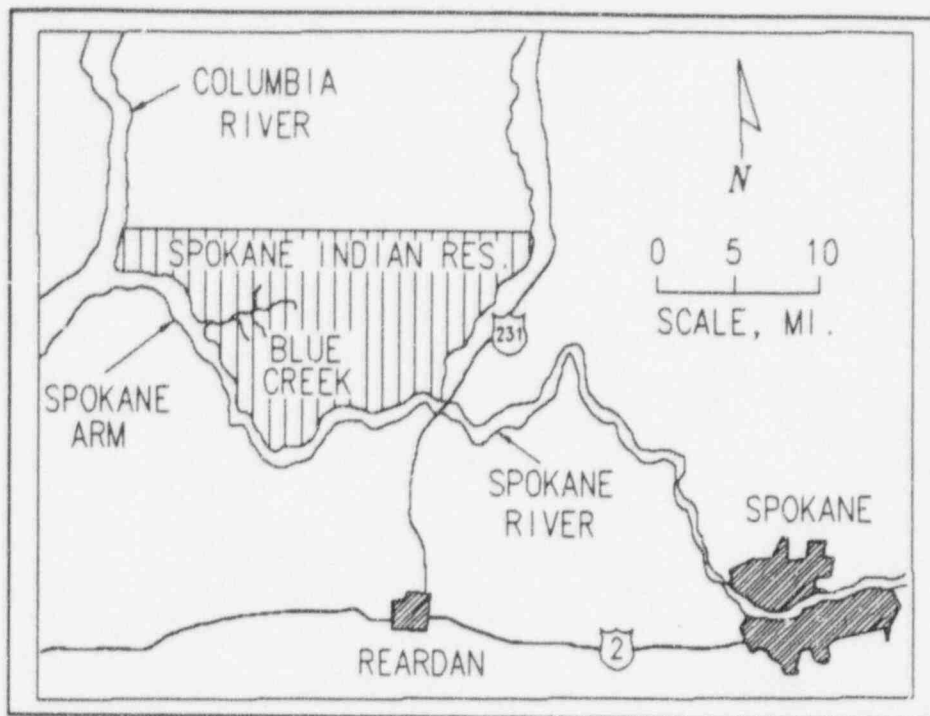 COLUMBIA
RIVER
N
0 5 10
SCALE, MI.
SPOKANE INDIAN RES.
231
BLUE
CREEK
SPOKANE
ARM
SPOKANE
RIVER
SPOKANE
REARDAN
2